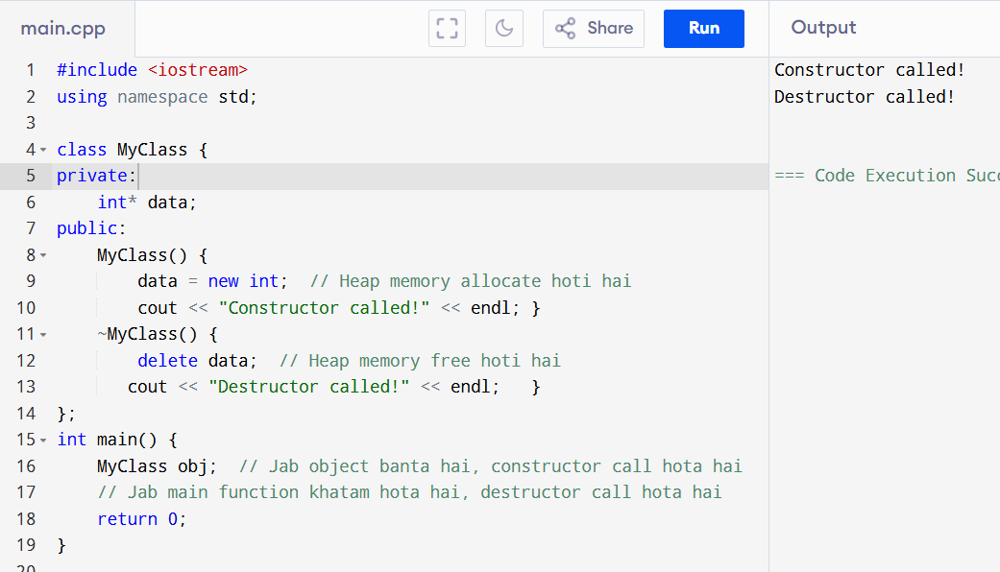 main.cpp
Share
Run
Output
1 #include <iostream>
2 using namespace std;
3
4 class MyClass {
5 private:
6     int* data;
7 public:
8     MyClass() {
9         data = new int;  // Heap memory allocate hoti hai
10         cout << "Constructor called!" << endl; }
11     ~MyClass() {
12         delete data;  // Heap memory free hoti hai
13        cout << "Destructor called!" << endl;   }
14 };
15 int main() {
16     MyClass obj;  // Jab object banta hai, constructor call hota hai
17     // Jab main function khatam hota hai, destructor call hota hai
18     return 0;
19 }
20
Constructor called!
Destructor called!
=== Code Execution